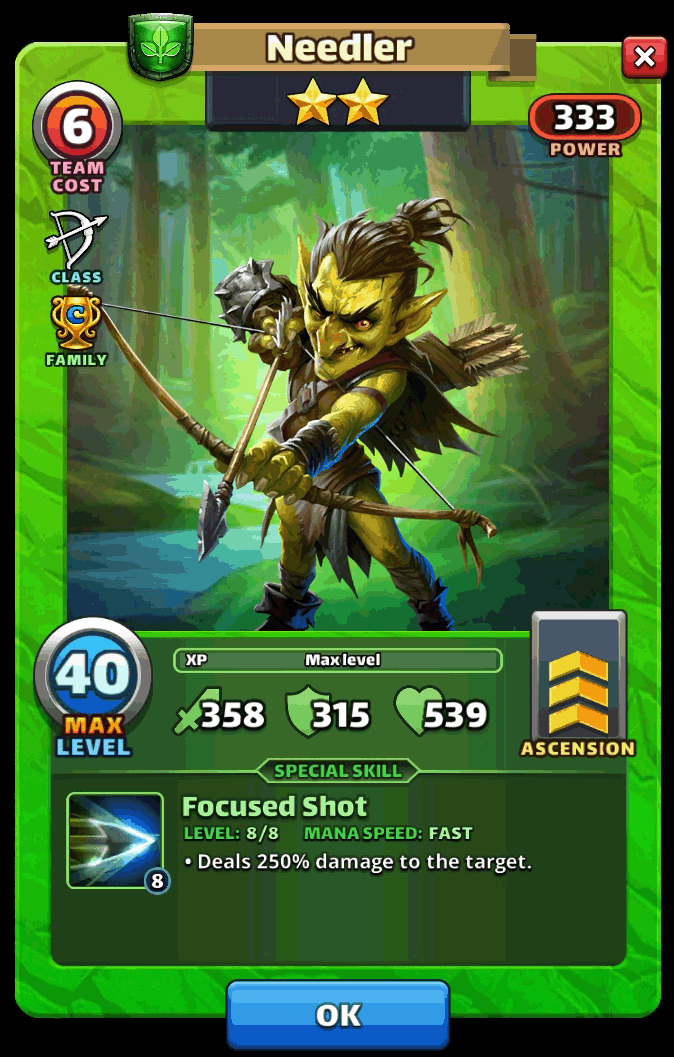 Needler
6
TEAM
COST
333
POWER
CLASS
C
FAMILY
40
MAX
LEVEL
XP Max level
358 315 539
ASCENSION
SPECIAL SKILL
Focused Shot
LEVEL: 8/8 MANA SPEED: FAST
• Deals 250% damage to the target.
8
OK